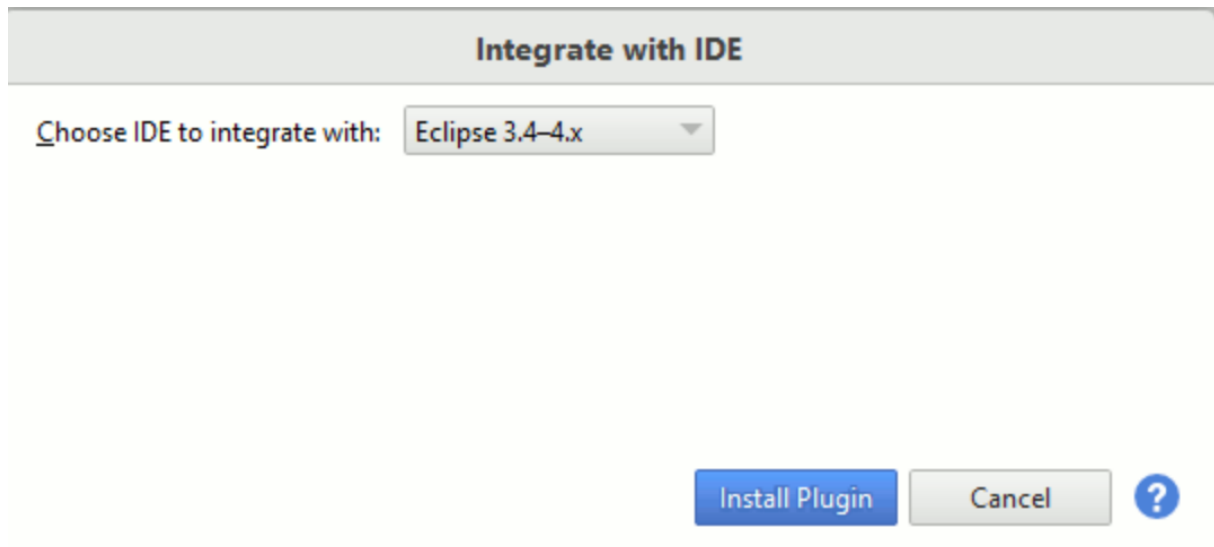 Integrate with IDE
Choose IDE to integrate with: Eclipse 3.4–4.x
Install Plugin Cancel ?